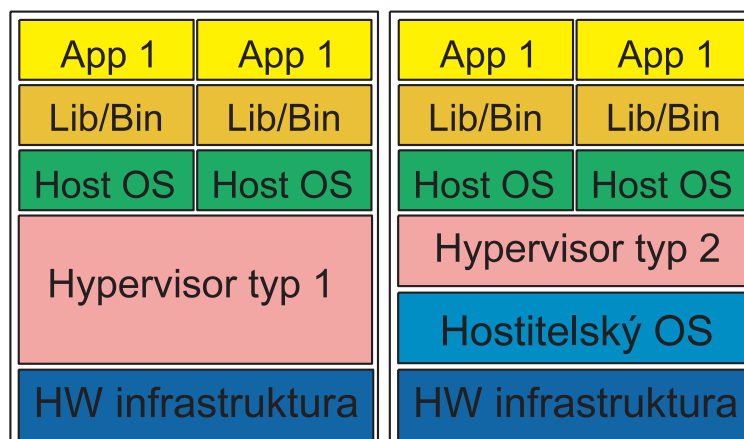 App 1 App 1
Lib/Bin Lib/Bin
Host OS Host OS
Hypervisor typ 1
HW infrastruktura
App 1 App 1
Lib/Bin Lib/Bin
Host OS Host OS
Hypervisor typ 2
Hostitelský OS
HW infrastruktura